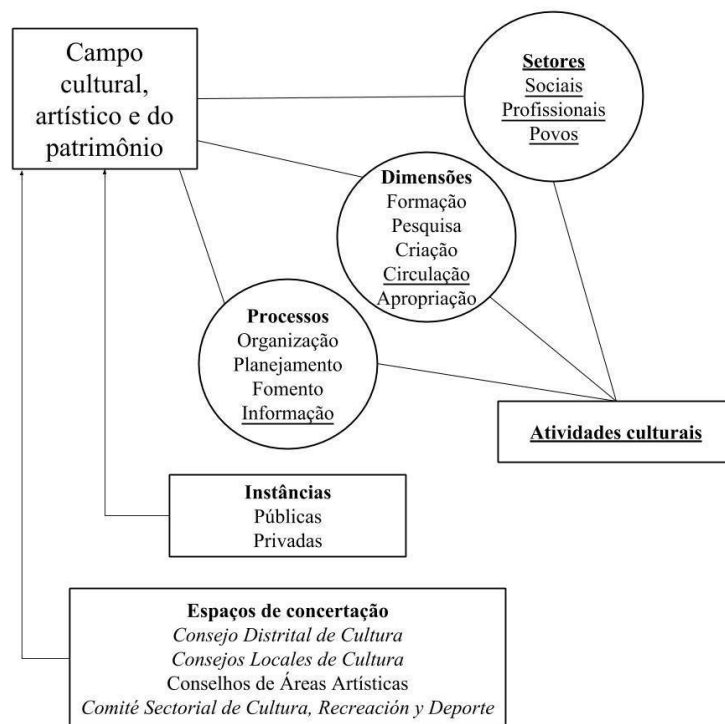 Campo
cultural,
artístico e do
patrimônio
Setores
Sociais
Profissionais
Povos
Dimensões
Formação
Pesquisa
Criação
Circulação
Apropriação
Processos
Organização
Planejamento
Fomento
Informação
Atividades culturais
Instâncias
Públicas
Privadas
Espaços de concertação
Consejo Distrital de Cultura
Consejos Locales de Cultura
Conselhos de Áreas Artísticas
Comité Sectorial de Cultura, Recreación y Deporte